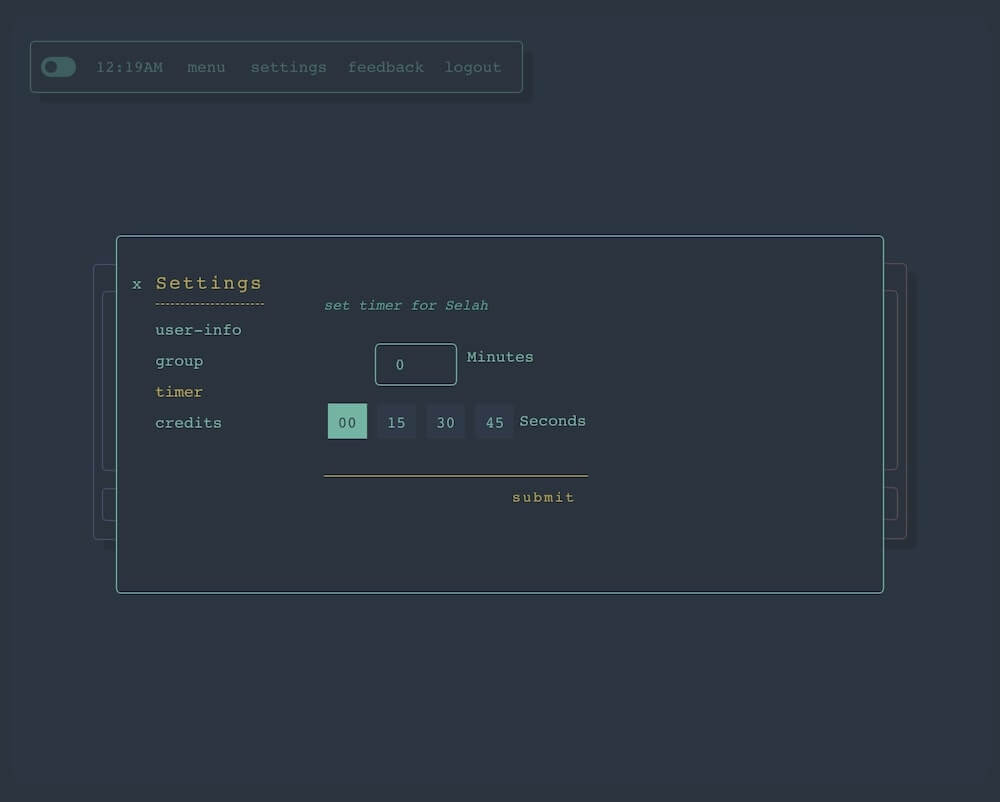 12:19AM menu settings feedback logout
x Settings
set timer for Selah
user-info
0 Minutes
group
timer
00 15 30 45 Seconds
credits
submit